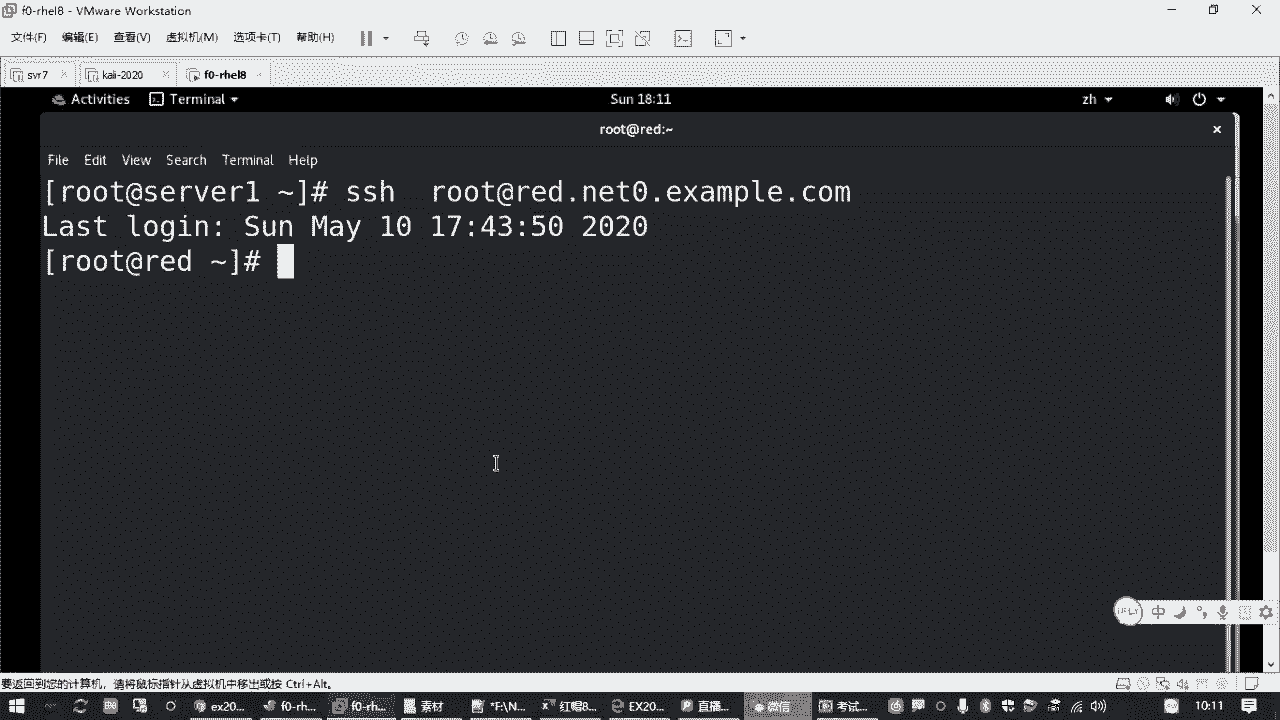 f0-rhel8 - VMware Workstation
文件(F) 编辑(E) 查看(V) 虚拟机(M) 选项卡(T) 帮助(H)
svr7 kali-2020 f0-rhel8
Activities Terminal Sun 18:11 zh
root@red:~
File Edit View Search Terminal Help
[root@server1 ~]# ssh  root@red.net0.example.com
Last login: Sun May 10 17:43:50 2020
[root@red ~]#
iFLY 中
要返回到您的计算机，请将鼠标指针从虚拟机中移出或按 Ctrl+Alt。
ex20... f0-rh... f0-rh... 素材 *F:\N... 红帽8... EX20... 直播... 微信 考试... 10:11